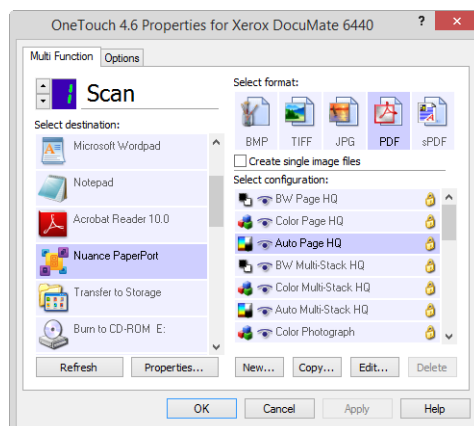 OneTouch 4.6 Properties for Xerox DocuMate 6440
? ×
Multi Function Options
1 Scan
Select destination:
Microsoft Wordpad
Notepad
Acrobat Reader 10.0
Nuance PaperPort
Transfer to Storage
Burn to CD-ROM E:
Refresh Properties...
Select format:
BMP TIFF JPG PDF sPDF
Create single image files
Select configuration:
BW Page HQ
Color Page HQ
Auto Page HQ
BW Multi-Stack HQ
Color Multi-Stack HQ
Auto Multi-Stack HQ
Color Photograph
New... Copy... Edit... Delete
OK Cancel Apply Help